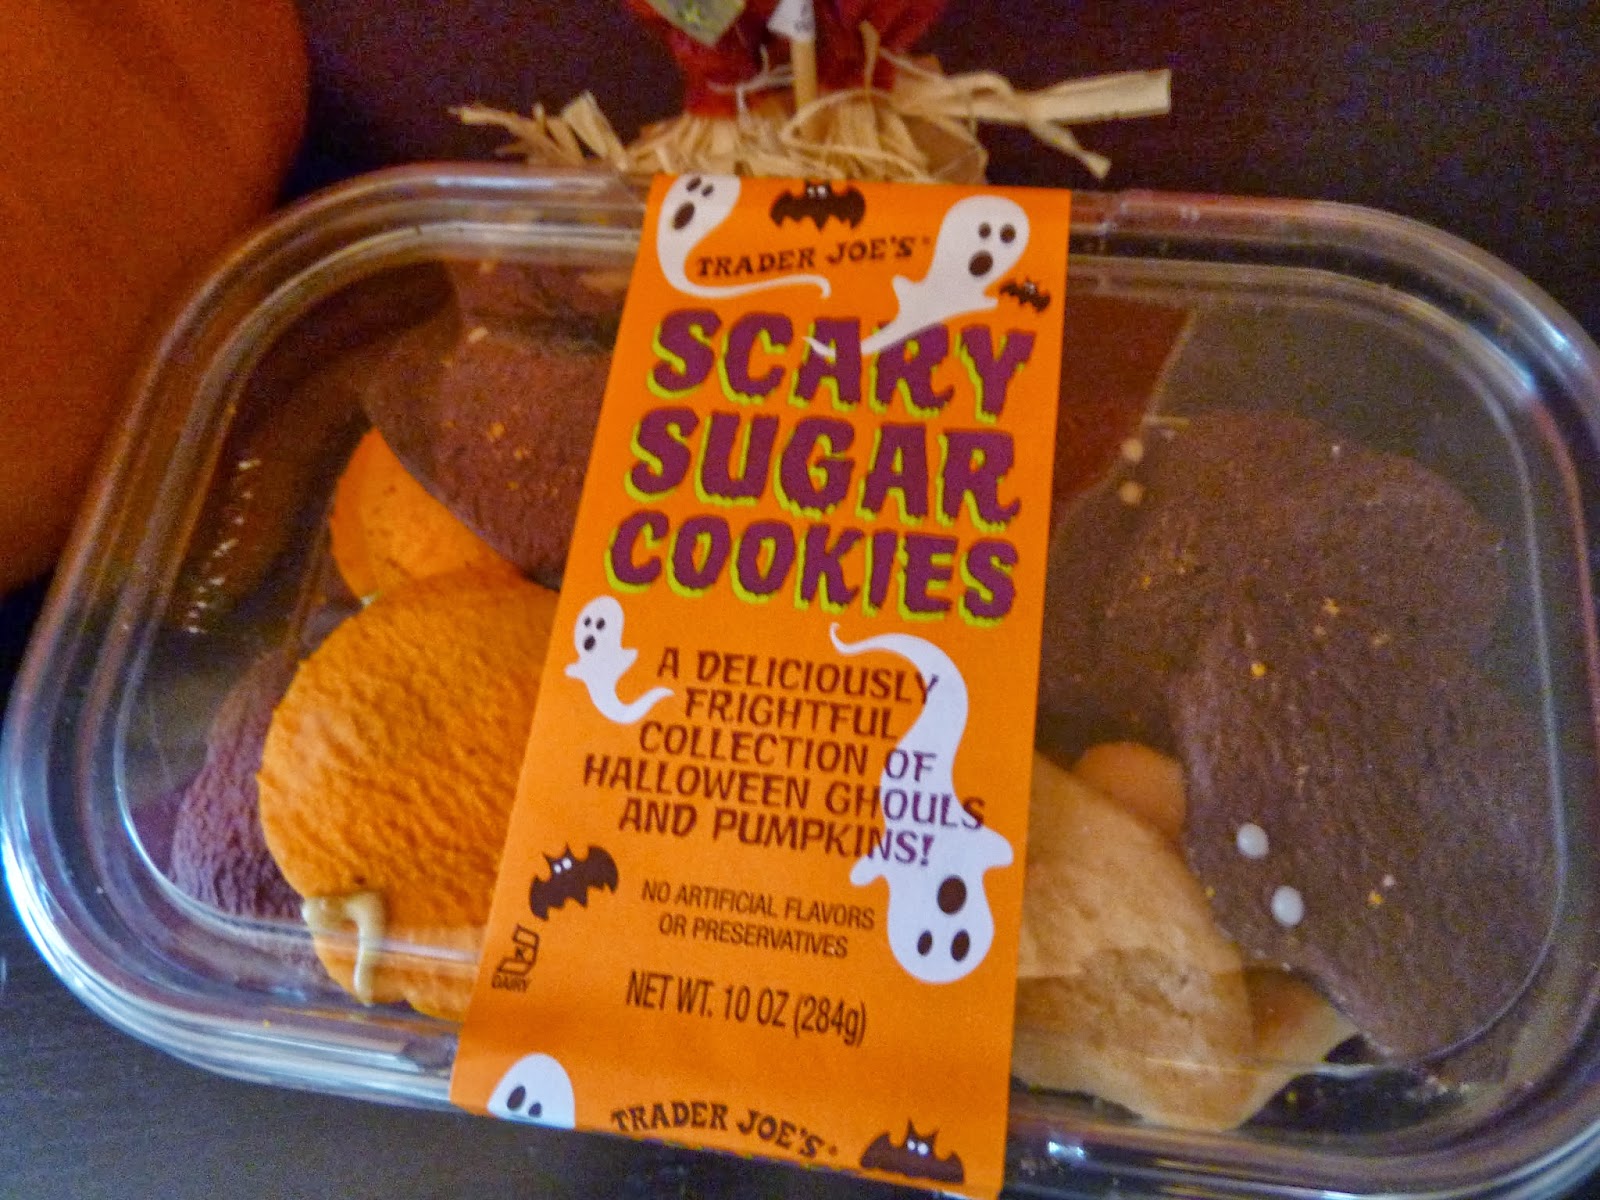 TRADER JOE'S®
SCARY
SUGAR
COOKIES
A DELICIOUSLY
FRIGHTFUL
COLLECTION OF
HALLOWEEN GHOULS
AND PUMPKINS!
NO ARTIFICIAL FLAVORS
OR PRESERVATIVES
DAIRY
NET WT. 10 OZ (284g)
TRADER JOE'S®